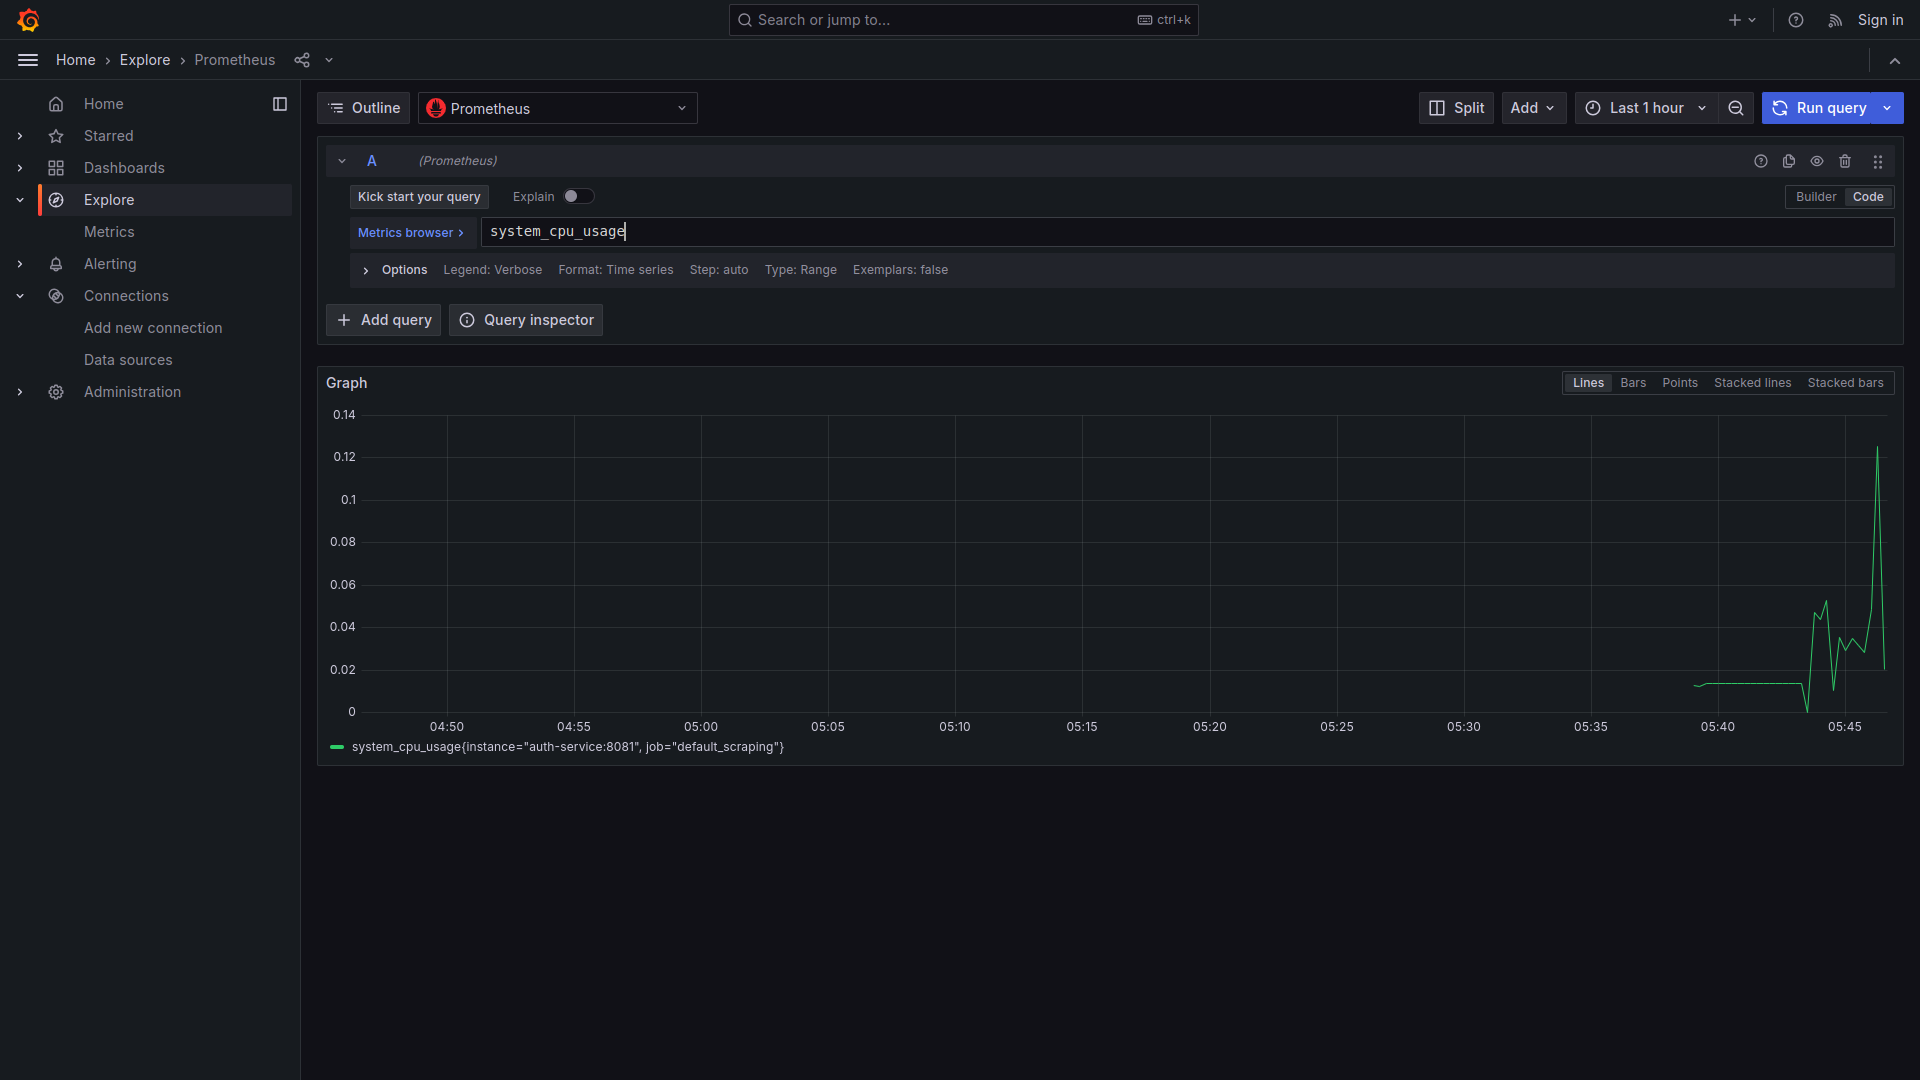 Search or jump to...
ctrl+k
Sign in
Home › Explore › Prometheus
Home
Starred
Dashboards
Explore
Metrics
Alerting
Connections
Add new connection
Data sources
Administration
Outline
Prometheus
Split
Add
Last 1 hour
Run query
A
(Prometheus)
Kick start your query
Explain
Builder
Code
Metrics browser >
system_cpu_usage
Options
Legend: Verbose
Format: Time series
Step: auto
Type: Range
Exemplars: false
+ Add query
Query inspector
Graph
Lines
Bars
Points
Stacked lines
Stacked bars
0.14
0.12
0.1
0.08
0.06
0.04
0.02
0
04:50
04:55
05:00
05:05
05:10
05:15
05:20
05:25
05:30
05:35
05:40
05:45
system_cpu_usage{instance="auth-service:8081", job="default_scraping"}